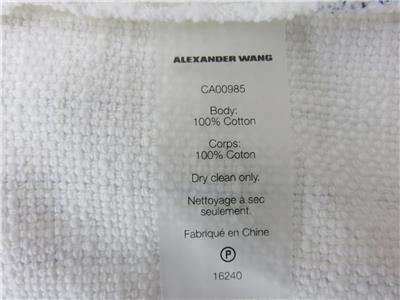 ALEXANDER WANG
CA00985
Body:
100% Cotton
Corps:
100% Coton
Dry clean only.
Nettoyage à sec
seulement.
Fabriqué en Chine
P
16240